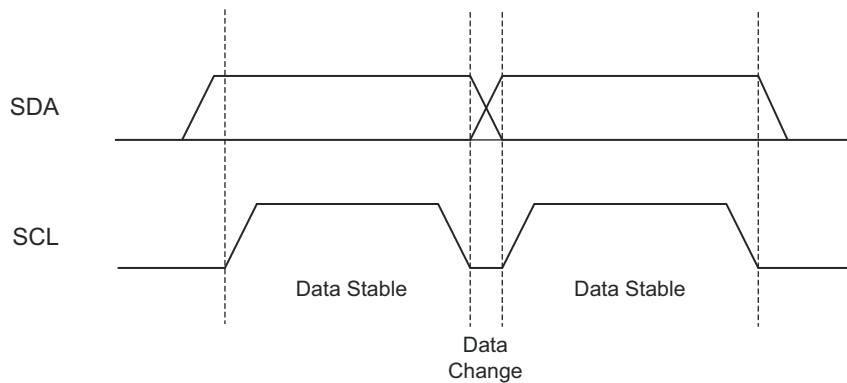 SDA
SCL
Data Stable
Data Stable
Data
Change